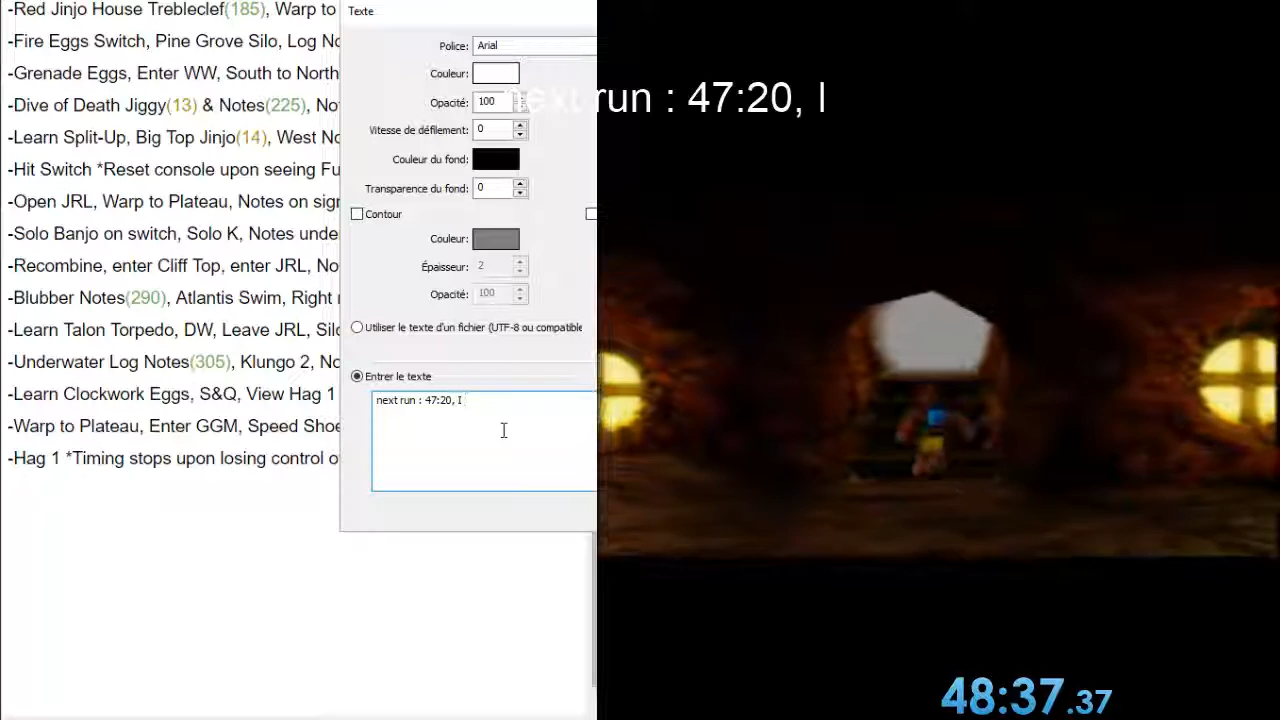 -Red Jinjo House Trebleclef(185), Warp to
-Fire Eggs Switch, Pine Grove Silo, Log No
-Grenade Eggs, Enter WW, South to North
-Dive of Death Jiggy(13) & Notes(225), No
-Learn Split-Up, Big Top Jinjo(14), West No
-Hit Switch *Reset console upon seeing Fu
-Open JRL, Warp to Plateau, Notes on sign
-Solo Banjo on switch, Solo K, Notes unde
-Recombine, enter Cliff Top, enter JRL, No
-Blubber Notes(290), Atlantis Swim, Right
-Learn Talon Torpedo, DW, Leave JRL, Silo
-Underwater Log Notes(305), Klungo 2, No
-Learn Clockwork Eggs, S&Q, View Hag 1
-Warp to Plateau, Enter GGM, Speed Shoe
-Hag 1 *Timing stops upon losing control o
Texte
Police: Arial
Couleur:
Opacité: 100
Vitesse de défilement: 0
Couleur du fond:
Transparence du fond: 0
Contour
Couleur:
Épaisseur: 2
Opacité: 100
Utiliser le texte d'un fichier (UTF-8 ou compatible
Entrer le texte
next run : 47:20, I
next run : 47:20, I
48:37.37